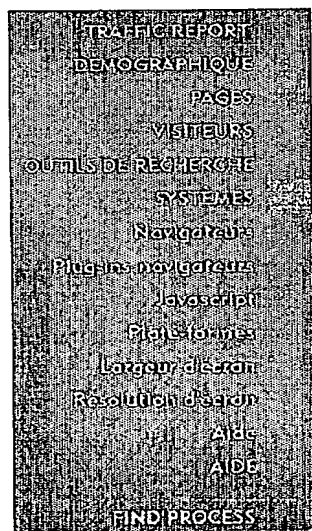 TRAFFIC REPORT
DEMOGRAPHIQUE
PAGES
VISITEURS
OUTILS DE RECHERCHE
SYSTEMES
Navigateurs
Plug-ins navigateurs
Javascript
Plate-formes
Largeur d'écran
Résolution d'écran
Aide
AIDE
FIND PROCESS